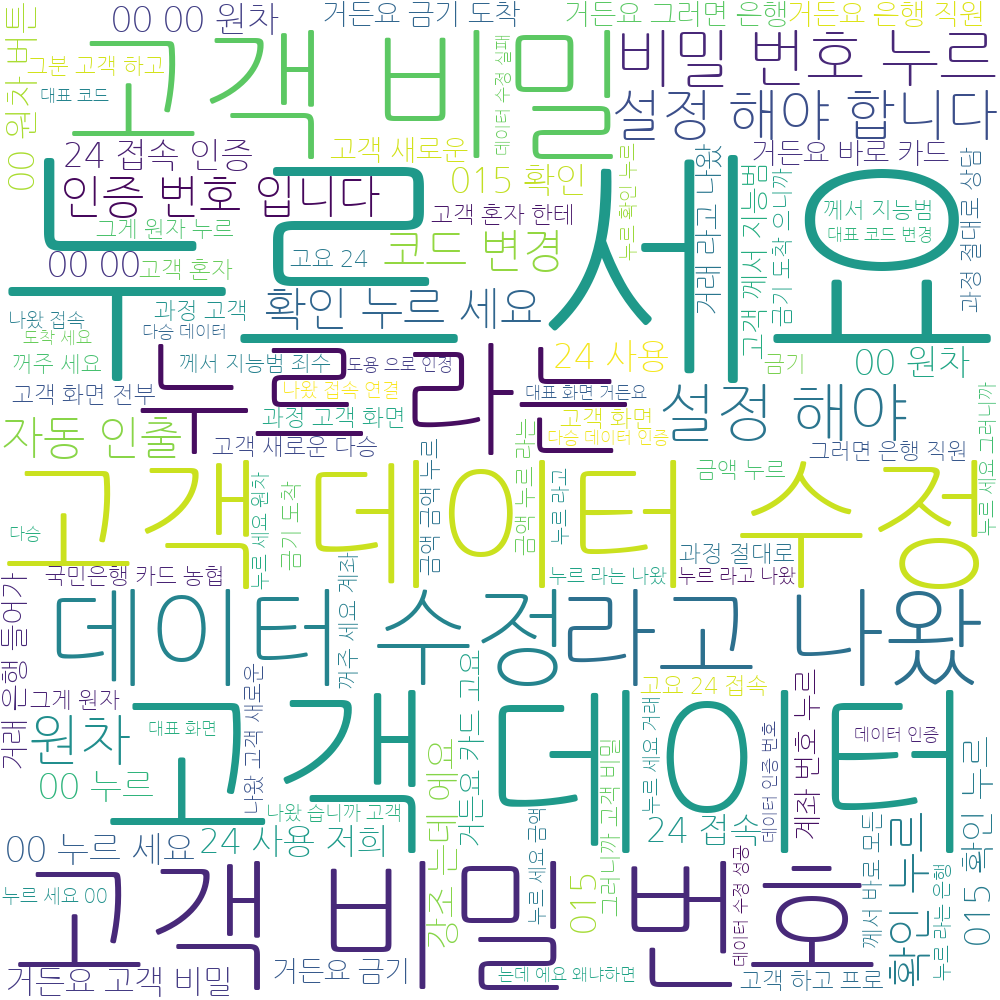 00 00 원차
거든요 금기 도착
거든요 그러면 은행
거든요 은행 직원
고객 비밀
비밀 번호 누르
그분 고객 하고
대표 코드
00 원차 버튼
데이터 수정 실패
설정 해야 합니다
24 접속 인증
고객 새로운
거든요 바로 카드
015 확인
인증 번호 입니다
고객 혼자 한테
누르 확인 누르
거래 라고 나왔
고객 께서 지능범
금기 도착 으니까
께서 지능범
대표 코드 변경
과정 절대로 상담
그게 원자 누르
누르 세요
00 00
고객 혼자
고요 24
코드 변경
과정 고객
확인 누르 세요
나왔 접속
다승 데이터
도착 세요
꺼주 세요
께서 지능범 죄수
도용 으로 인정
24 사용
금기
00 원차
고객 화면 전부
누르 라는
나왔 접속 연결
대표 화면 거든요
설정 해야
자동 인출
과정 고객 화면
고객 화면
고객 새로운 다승
다승 데이터 인증
그러면 은행 직원
누르 세요 그러니까
고객 데이터 수정
누르 세요 원차
금기 도착
금액 금액 누르
금액 누르 라는
누르 라고
금액 누르
다승
국민은행 카드 농협
꺼주 세요 계좌
누르 라는 나왔
과정 절대로
누르 라고 나왔
데이터 수정
라고 나왔
거래 은행 들어가
그게 원자
나왔 고객 새로운
거든요 카드 고요
고요 24 접속
누르 세요 거래
데이터 인증 번호
계좌 번호 누르
원차
대표 화면
고객 데이터
데이터 인증
00 누르
나왔 습니까 고객
강조 는데 에요
그러니까 고객 비밀
24 접속
00 누르 세요
24 사용 저희
누르 세요 금액
015
데이터 수정 성공
께서 바로 모든
확인 누르
누르 라는 은행
015 확인 누르
누르 세요 00
고객 비밀 번호
거든요 고객 비밀
거든요 금기
는데 에요 왜냐하면
고객 하고 프로